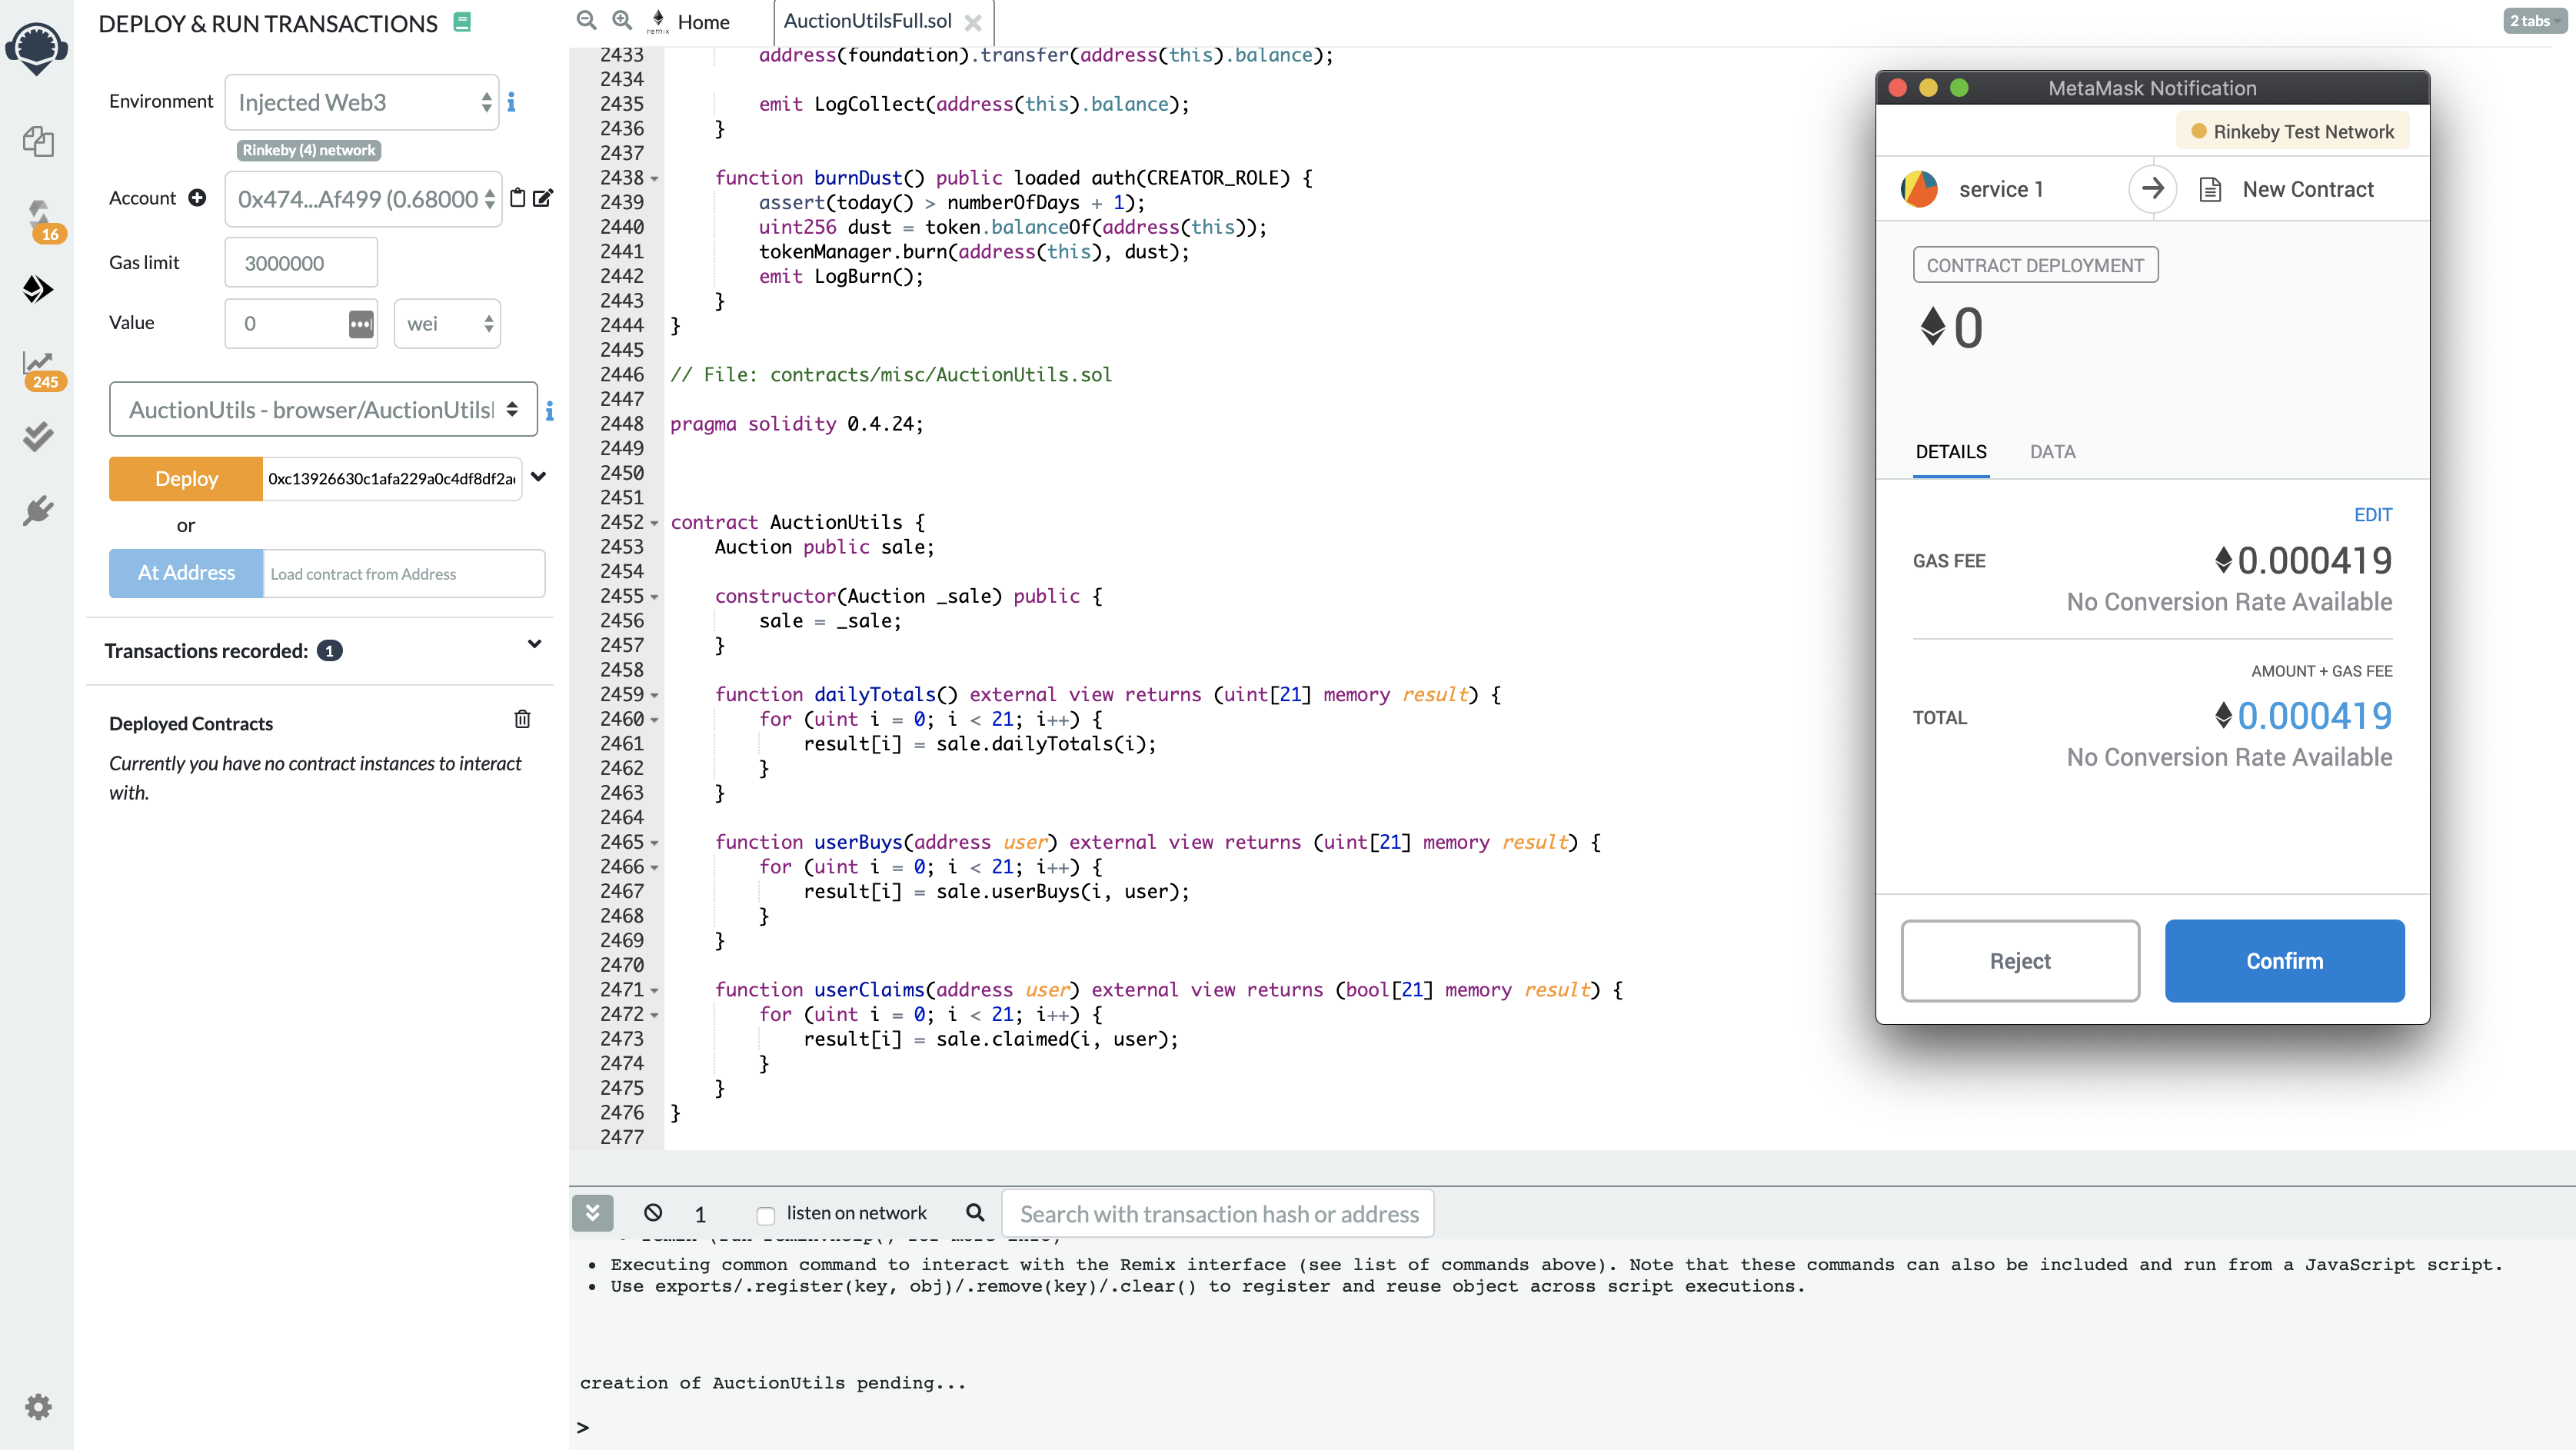 DEPLOY & RUN TRANSACTIONS
Environment
Injected Web3
Rinkeby (4) network
Account
0x474...Af499 (0.68000
Gas limit
3000000
Value
0
wei
16
245
AuctionUtils - browser/AuctionUtils
Deploy
0xc13926630c1afa229a0c4df8df2a
or
At Address
Load contract from Address
Transactions recorded: 1
Deployed Contracts
Currently you have no contract instances to interact
with.
remix
Home
AuctionUtilsFull.sol
2 tabs
2433 address(foundation).transfer(address(this).balance);
2434
2435 emit LogCollect(address(this).balance);
2436 }
2437
2438 function burnDust() public loaded auth(CREATOR_ROLE) {
2439 assert(today() > numberOfDays + 1);
2440 uint256 dust = token.balanceOf(address(this));
2441 tokenManager.burn(address(this), dust);
2442 emit LogBurn();
2443 }
2444 }
2445
2446 // File: contracts/misc/AuctionUtils.sol
2447
2448 pragma solidity 0.4.24;
2449
2450
2451
2452 contract AuctionUtils {
2453 Auction public sale;
2454
2455 constructor(Auction _sale) public {
2456 sale = _sale;
2457 }
2458
2459 function dailyTotals() external view returns (uint[21] memory result) {
2460 for (uint i = 0; i < 21; i++) {
2461 result[i] = sale.dailyTotals(i);
2462 }
2463 }
2464
2465 function userBuys(address user) external view returns (uint[21] memory result) {
2466 for (uint i = 0; i < 21; i++) {
2467 result[i] = sale.userBuys(i, user);
2468 }
2469 }
2470
2471 function userClaims(address user) external view returns (bool[21] memory result) {
2472 for (uint i = 0; i < 21; i++) {
2473 result[i] = sale.claimed(i, user);
2474 }
2475 }
2476 }
2477
MetaMask Notification
Rinkeby Test Network
service 1
New Contract
CONTRACT DEPLOYMENT
0
DETAILS DATA
EDIT
GAS FEE 0.000419
No Conversion Rate Available
AMOUNT + GAS FEE
TOTAL 0.000419
No Conversion Rate Available
Reject Confirm
1
listen on network
Search with transaction hash or address
• Executing common command to interact with the Remix interface (see list of commands above). Note that these commands can also be included and run from a JavaScript script.
• Use exports/.register(key, obj)/.remove(key)/.clear() to register and reuse object across script executions.
creation of AuctionUtils pending...
>